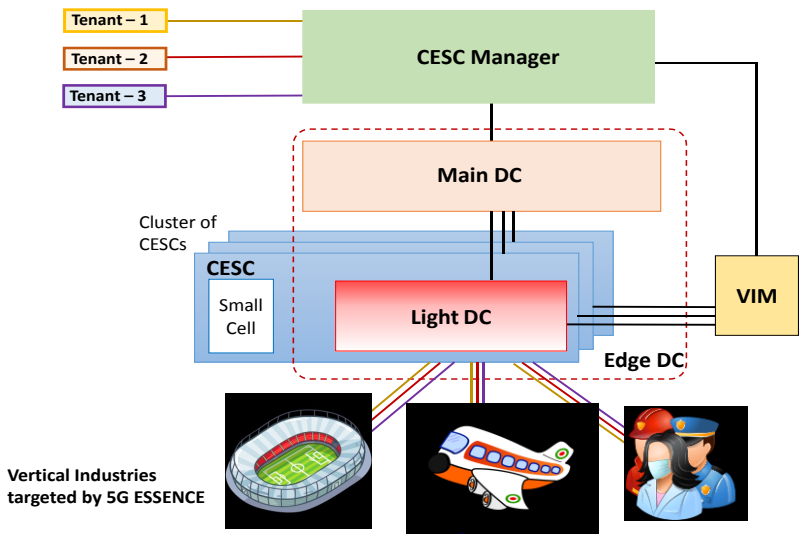 Tenant – 1
Tenant – 2
Tenant – 3
CESC Manager
Main DC
Cluster of
CESCs
CESC
Small
Cell
Light DC
VIM
Edge DC
Vertical Industries
targeted by 5G ESSENCE